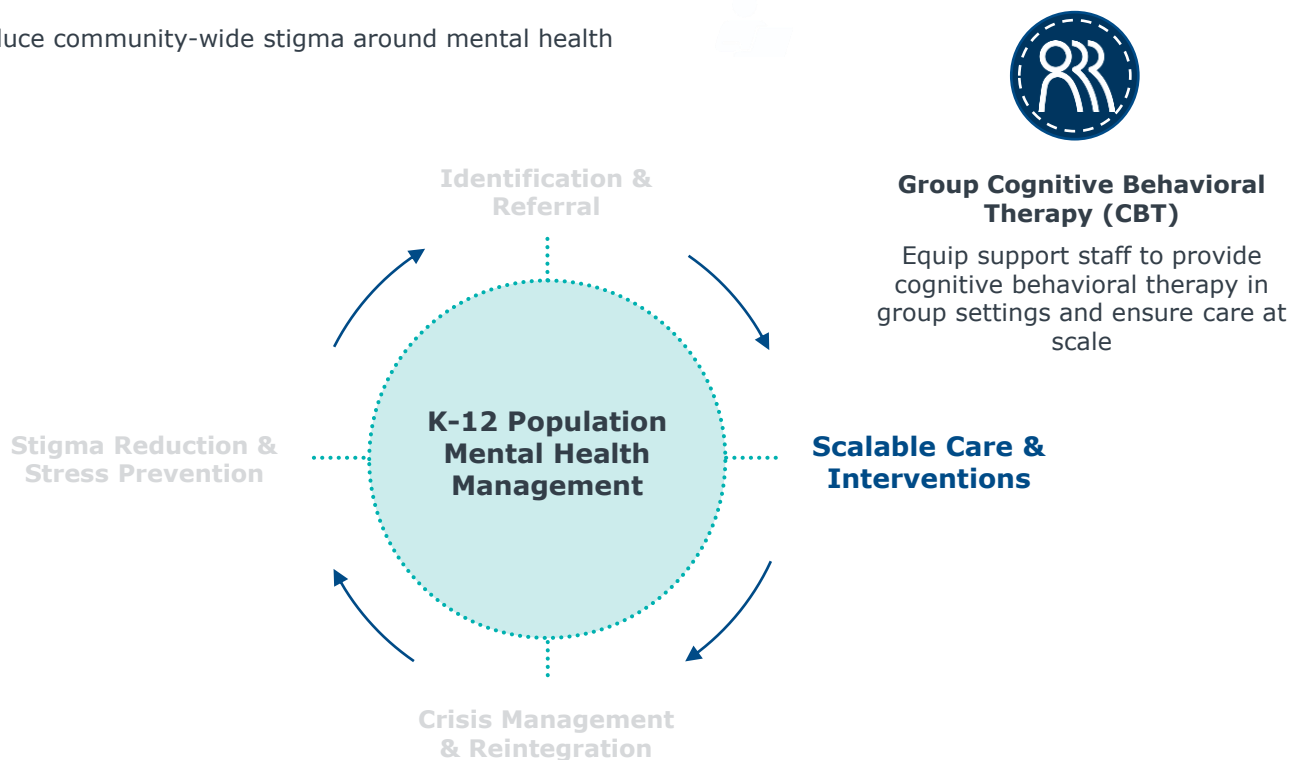 community-wide stigma around mental health
Identification &
Referral
Group Cognitive Behavioral
Therapy (CBT)
Equip support staff to provide
cognitive behavioral therapy in
group settings and ensure care at
scale
K-12 Population
Mental Health
Management
Stigma Reduction &
Stress Prevention
Scalable Care &
Interventions
Crisis Management
& Reintegration